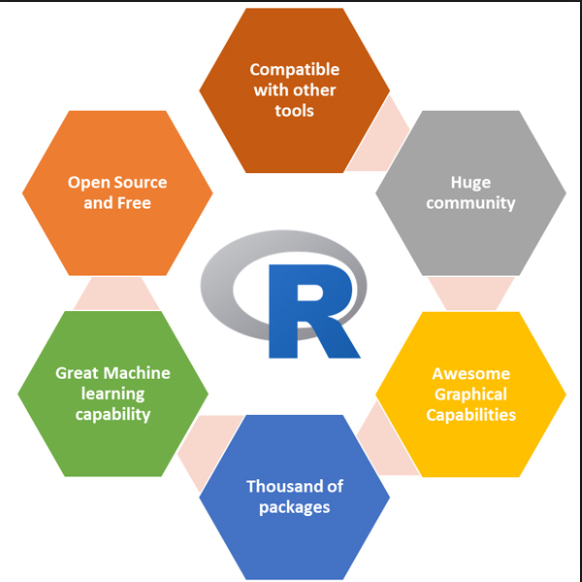 Compatible
with other
tools
Open Source
and Free
Huge
community
R
Great Machine
learning
capability
Awesome
Graphical
Capabilities
Thousand of
packages